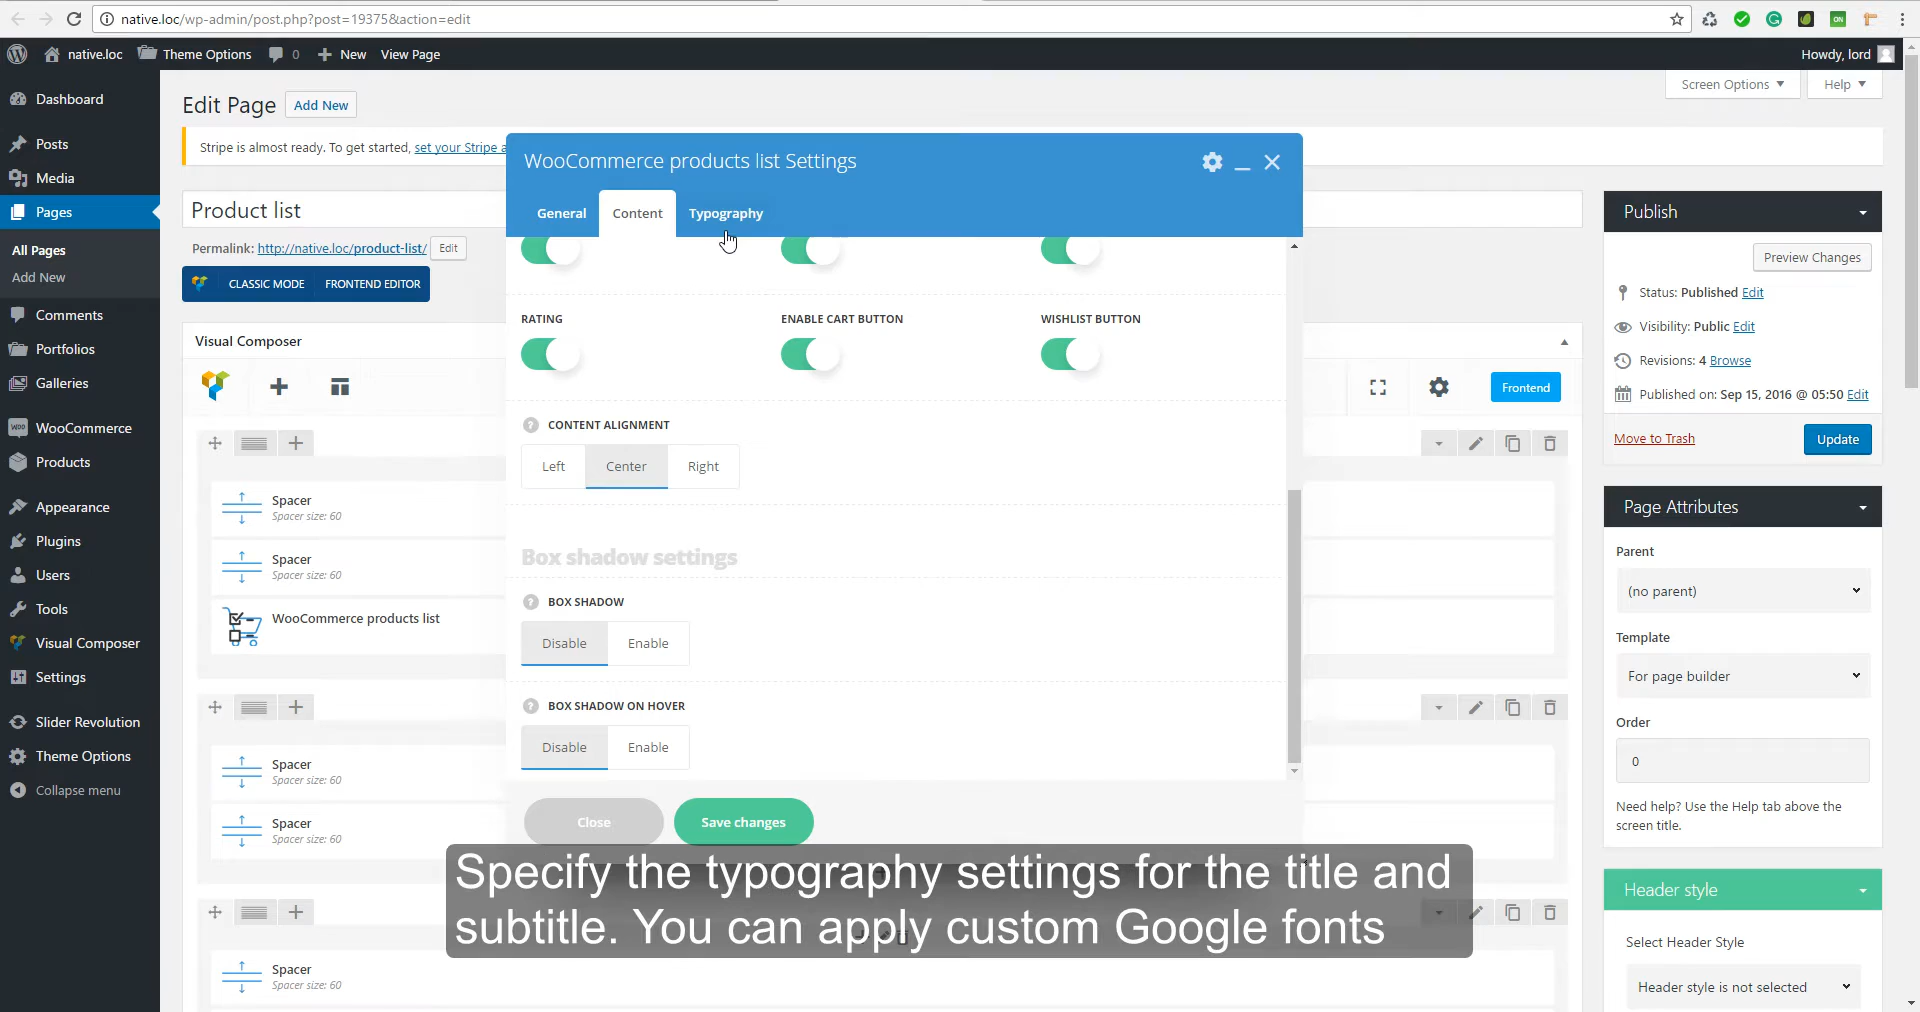 native.loc/wp-admin/post.php?post=19375&action=edit
ON
native.loc
Theme Options
0
New
View Page
Howdy, lord
Dashboard
Posts
Media
Pages
All Pages
Add New
Comments
Portfolios
Galleries
WooCommerce
Products
Appearance
Plugins
Users
Tools
Visual Composer
Settings
Slider Revolution
Theme Options
Collapse menu
Screen Options
Help
Edit Page
Add New
Stripe is almost ready. To get started, set your Stripe a
Product list
Permalink: http://native.loc/product-list/
Edit
CLASSIC MODE
FRONTEND EDITOR
Visual Composer
Frontend
Spacer
Spacer size: 60
Spacer
Spacer size: 60
WooCommerce products list
Spacer
Spacer size: 60
Spacer
Spacer size: 60
Spacer
Spacer size: 60
WooCommerce products list Settings
General
Content
Typography
RATING
ENABLE CART BUTTON
WISHLIST BUTTON
CONTENT ALIGNMENT
Left
Center
Right
Box shadow settings
BOX SHADOW
Disable
Enable
BOX SHADOW ON HOVER
Disable
Enable
Close
Save changes
Specify the typography settings for the title and
subtitle. You can apply custom Google fonts
Publish
Preview Changes
Status: Published Edit
Visibility: Public Edit
Revisions: 4 Browse
Published on: Sep 15, 2016 @ 05:50 Edit
Move to Trash
Update
Page Attributes
Parent
(no parent)
Template
For page builder
Order
0
Need help? Use the Help tab above the
screen title.
Header style
Select Header Style
Header style is not selected